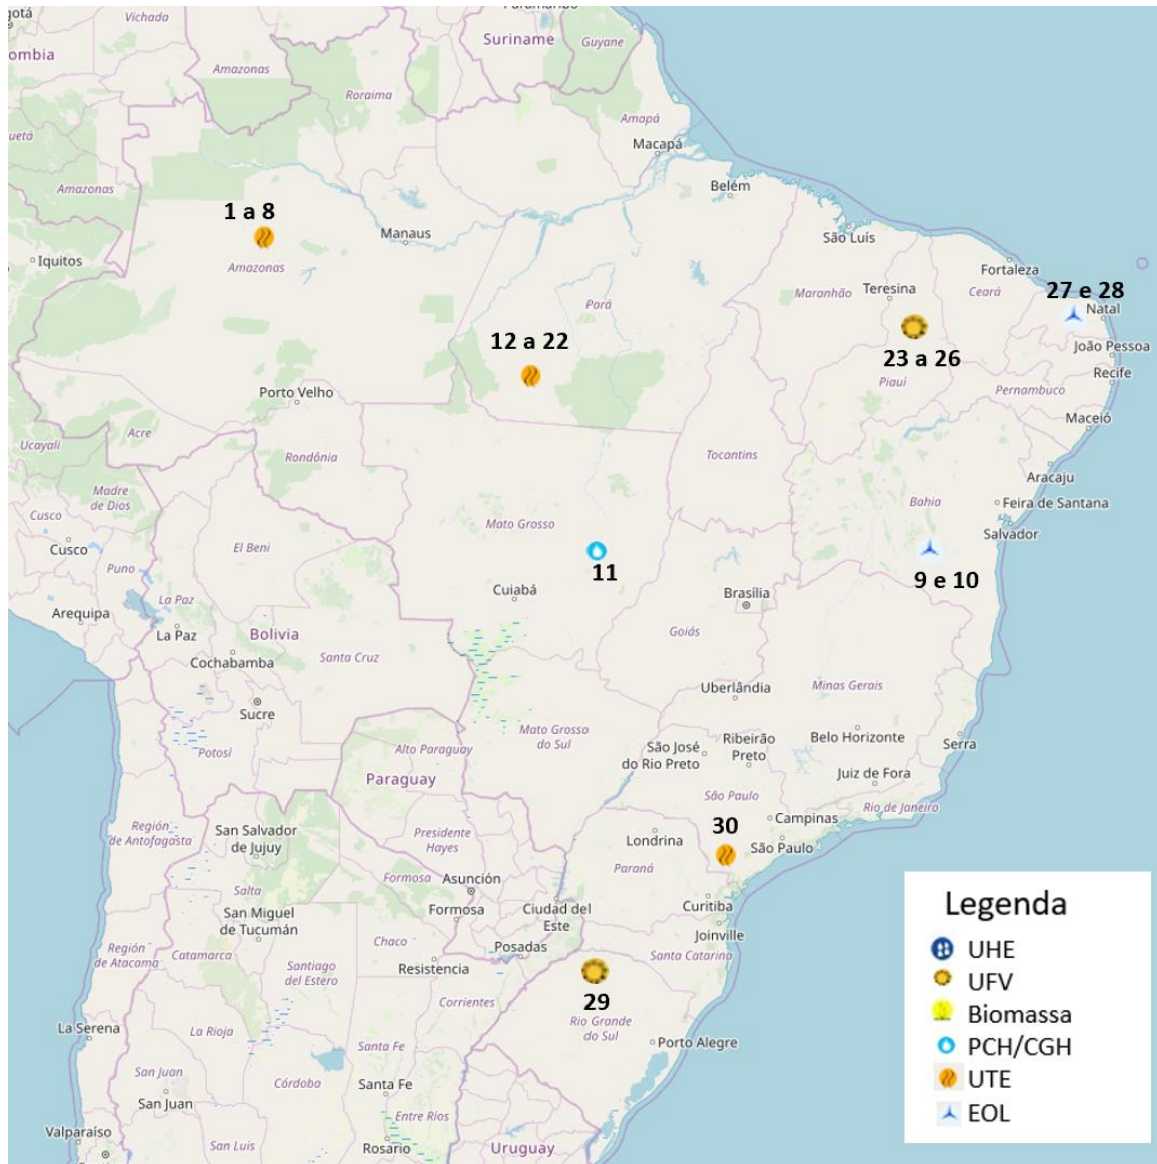 gotá
Vichada
Paramaribo
ombia
Suriname
Guyane
Amazonas
Roraima
Amapá
Macapá
uetá
Belém
Amazonas
1 a 8
Manaus
São Luís
Iquitos
Amazonas
Fortaleza
Pará
Maranhão
Teresina
Ceará
27 e 28
Natal
12 a 22
João Pessoa
23 a 26
Recife
Piauí
Pernambuco
Porto Velho
Maceió
Acre
Ucayali
Rondônia
Tocantins
Aracaju
Madre
de Dios
Bahia
Feira de Santana
Cusco
Mato Grosso
Salvador
Cusco
El Beni
Puno
11
9 e 10
Cuiabá
Brasília
La Paz
Arequipa
La Paz
Bolivia
Goiás
Cochabamba
Santa Cruz
Uberlândia
Minas Gerais
Sucre
Mato Grosso
do Sul
Potosí
Alto Paraguay
São José
do Rio Preto
Ribeirão
Preto
Belo Horizonte
Serra
Paraguay
Juiz de Fora
São Paulo
Rio de Janeiro
Región
de Antofagasta
San Salvador
de Jujuy
Presidente
Hayes
30
Campinas
Londrina
São Paulo
Paraná
Salta
Formosa
Asunción
San Miguel
de Tucumán
Formosa
Ciudad del
Este
Curitiba
Joinville
Región
de Atacama
Catamarca
Chaco
Posadas
Santa Catarina
Santiago
del Estero
Resistencia
Corrientes
29
Rio Grande
do Sul
La Serena
La Rioja
Porto Alegre
Santa Fe
San Juan
Córdoba
Santa Fe
San Juan
Entre Ríos
Valparaíso
San Luis
Rosario
Uruguay
Legenda
UHE
UFV
Biomassa
PCH/CGH
UTE
EOL